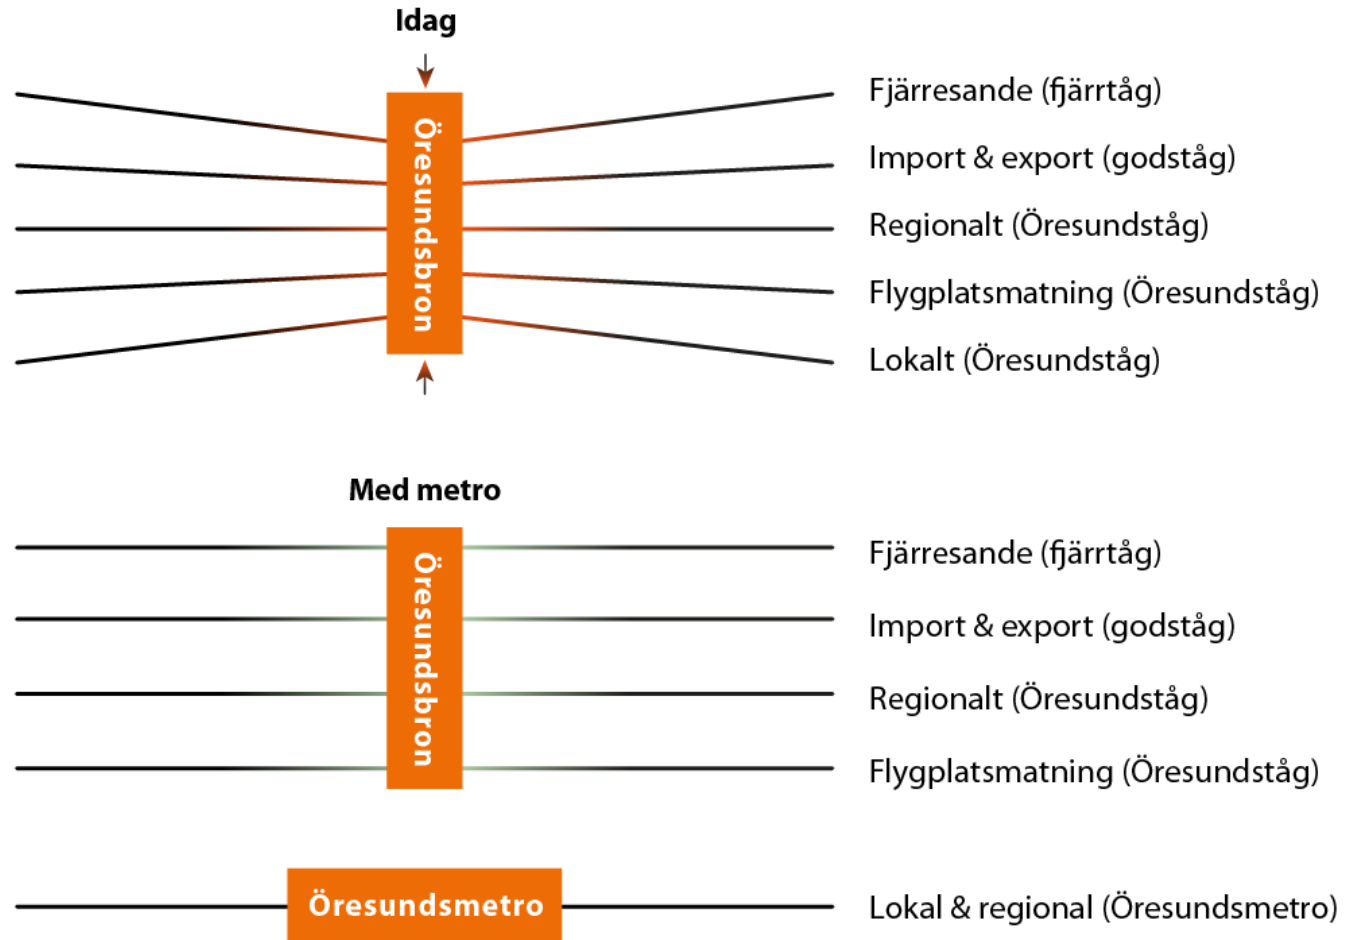 Idag
Öresundsbron
Fjärresande (fjärrtåg)
Import & export (godståg)
Regionalt (Öresundståg)
Flygplatsmatning (Öresundståg)
Lokalt (Öresundståg)
Med metro
Öresundsbron
Fjärresande (fjärrtåg)
Import & export (godståg)
Regionalt (Öresundståg)
Flygplatsmatning (Öresundståg)
Öresundsmetro
Lokal & regional (Öresundsmetro)